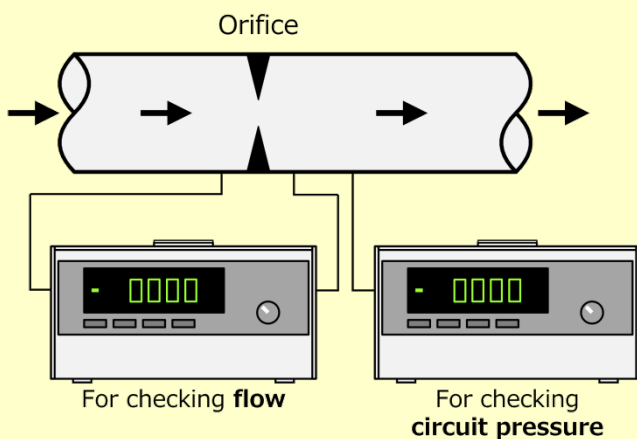 Orifice
- 0000
- 0000
For checking flow
For checking
circuit pressure